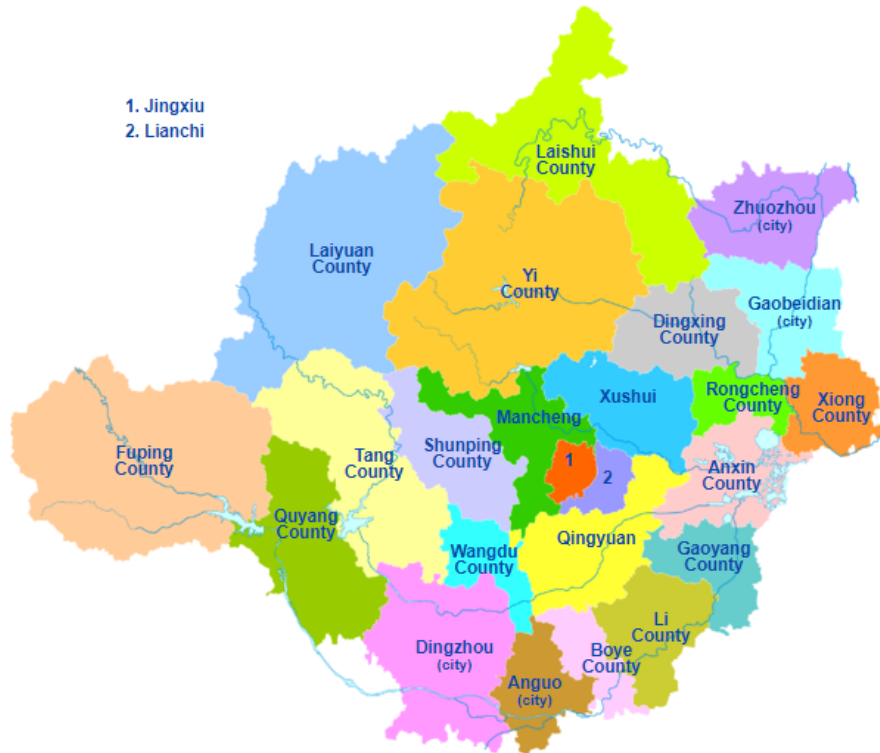 1. Jingxiu
2. Lianchi
Laishui
County
Zhuozhou
(city)
Laiyuan
County
Yi
County
Gaobeidian
(city)
Dingxing
County
Xushui
Rongcheng
County
Xiong
County
Mancheng
Fuping
County
Tang
County
Shunping
County
1
2
Anxin
County
Quyang
County
Wangdu
County
Qingyuan
Gaoyang
County
Li
County
Dingzhou
(city)
Boye
County
Anguo
(city)